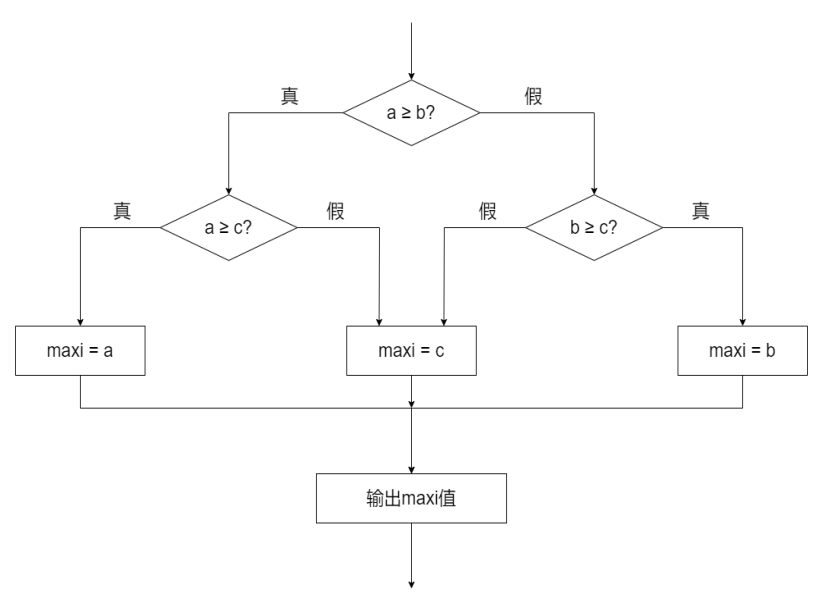 a ≥ b?
真
假
a ≥ c?
真
假
b ≥ c?
假
真
maxi = a
maxi = c
maxi = b
输出maxi值